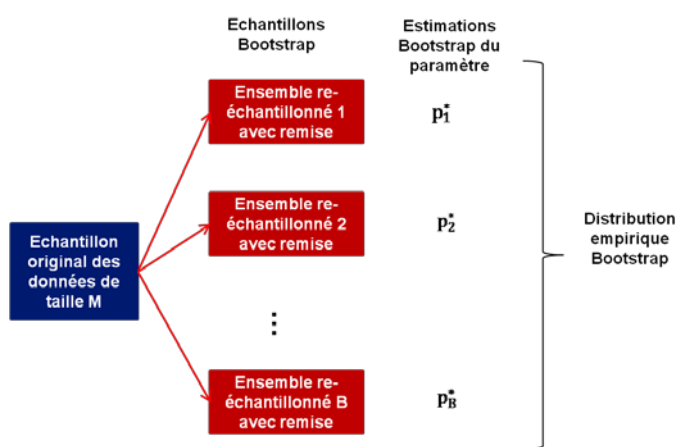 Echantillons
Bootstrap
Estimations
Bootstrap du
paramètre
Ensemble re-
échantillonné 1
avec remise
p₁*
Ensemble re-
échantillonné 2
avec remise
p₂*
Echantillon
original des
données de
taille M
Distribution
empirique
Bootstrap
⋮
Ensemble re-
échantillonné B
avec remise
p_B*